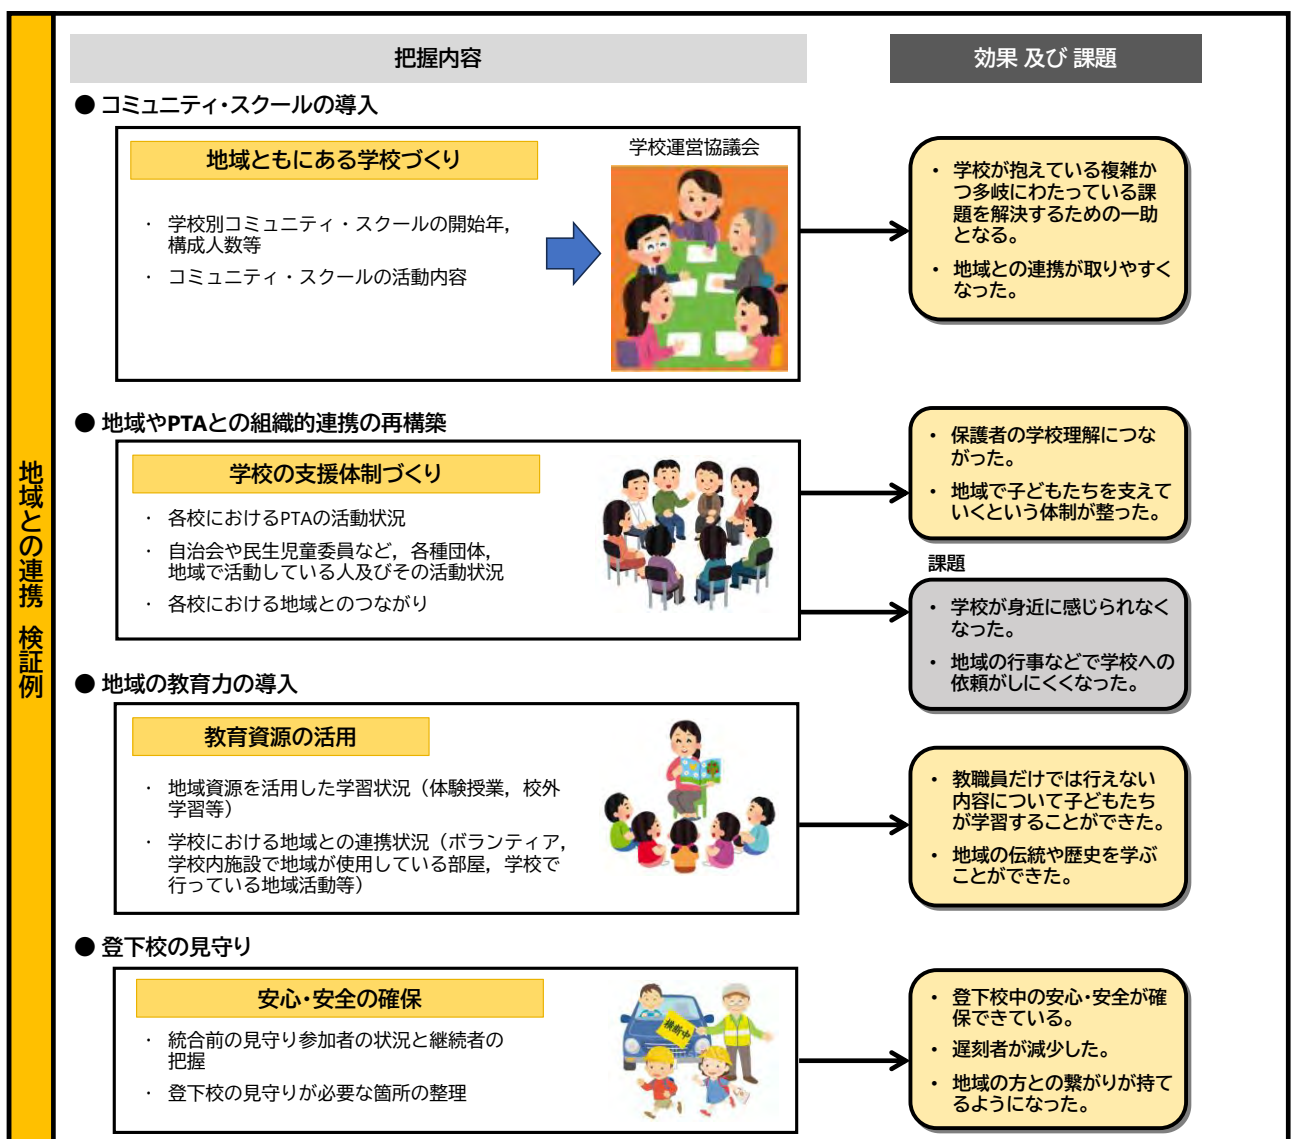 把握内容
効果 及び 課題
地域との連携 検証例
● コミュニティ・スクールの導入
地域ともにある学校づくり
・ 学校別コミュニティ・スクールの開始年,
構成人数等
・ コミュニティ・スクールの活動内容
学校運営協議会
・ 学校が抱えている複雑か
つ多岐にわたっている課
題を解決するための一助
となる。
・ 地域との連携が取りやすく
なった。
● 地域やPTAとの組織的連携の再構築
学校の支援体制づくり
・ 各校におけるPTAの活動状況
・ 自治会や民生児童委員など, 各種団体,
地域で活動している人及びその活動状況
・ 各校における地域とのつながり
・ 保護者の学校理解につな
がった。
・ 地域で子どもたちを支えて
いくという体制が整った。
課題
・ 学校が身近に感じられなく
なった。
・ 地域の行事などで学校への
依頼がしにくくなった。
● 地域の教育力の導入
教育資源の活用
・ 地域資源を活用した学習状況（体験授業, 校外
学習等）
・ 学校における地域との連携状況（ボランティア,
学校内施設で地域が使用している部屋, 学校で
行っている地域活動等）
・ 教職員だけでは行えない
内容について子どもたち
が学習することができた。
・ 地域の伝統や歴史を学ぶ
ことができた。
● 登下校の見守り
安心・安全の確保
・ 統合前の見守り参加者の状況と継続者の
把握
・ 登下校の見守りが必要な箇所の整理
横断中
・ 登下校中の安心・安全が確
保できている。
・ 遅刻者が減少した。
・ 地域の方との繋がりが持て
るようになった。